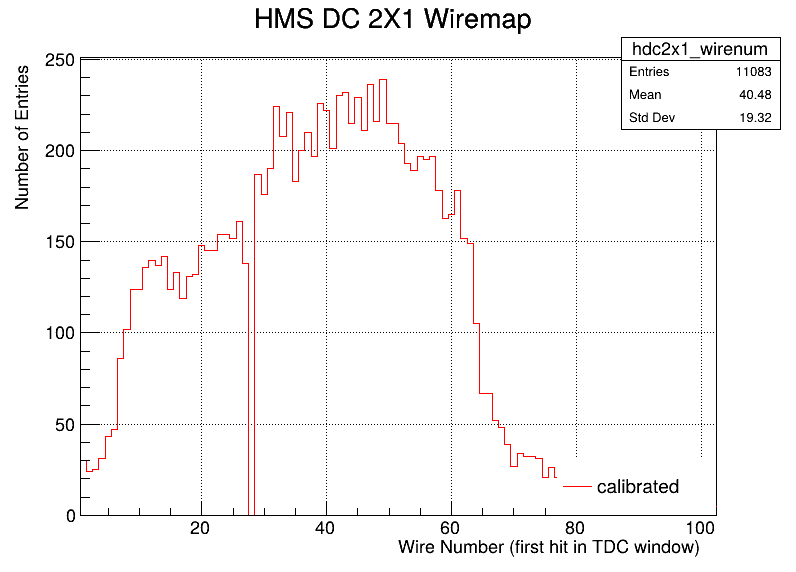 HMS DC 2X1 Wiremap
hdc2x1_wirenum
Entries 11083
Mean 40.48
Std Dev 19.32
Number of Entries
250
200
150
100
50
0
calibrated
20 40 60 80 100
Wire Number (first hit in TDC window)